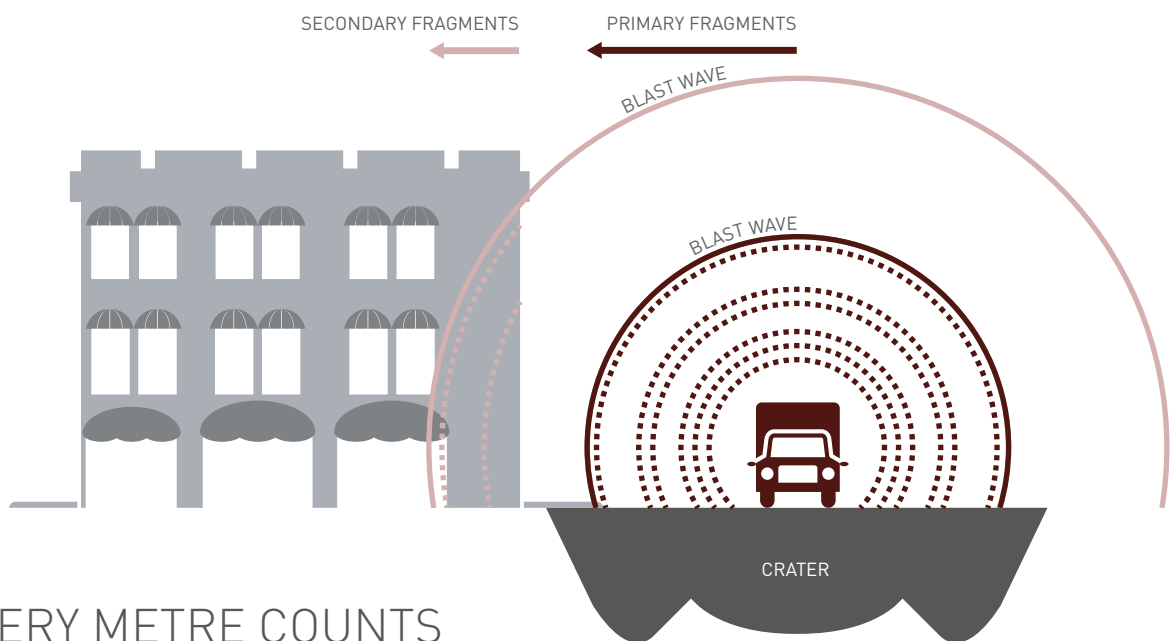 SECONDARY FRAGMENTS
PRIMARY FRAGMENTS
BLAST WAVE
BLAST WAVE
CRATER
ERY METRE COUNTS